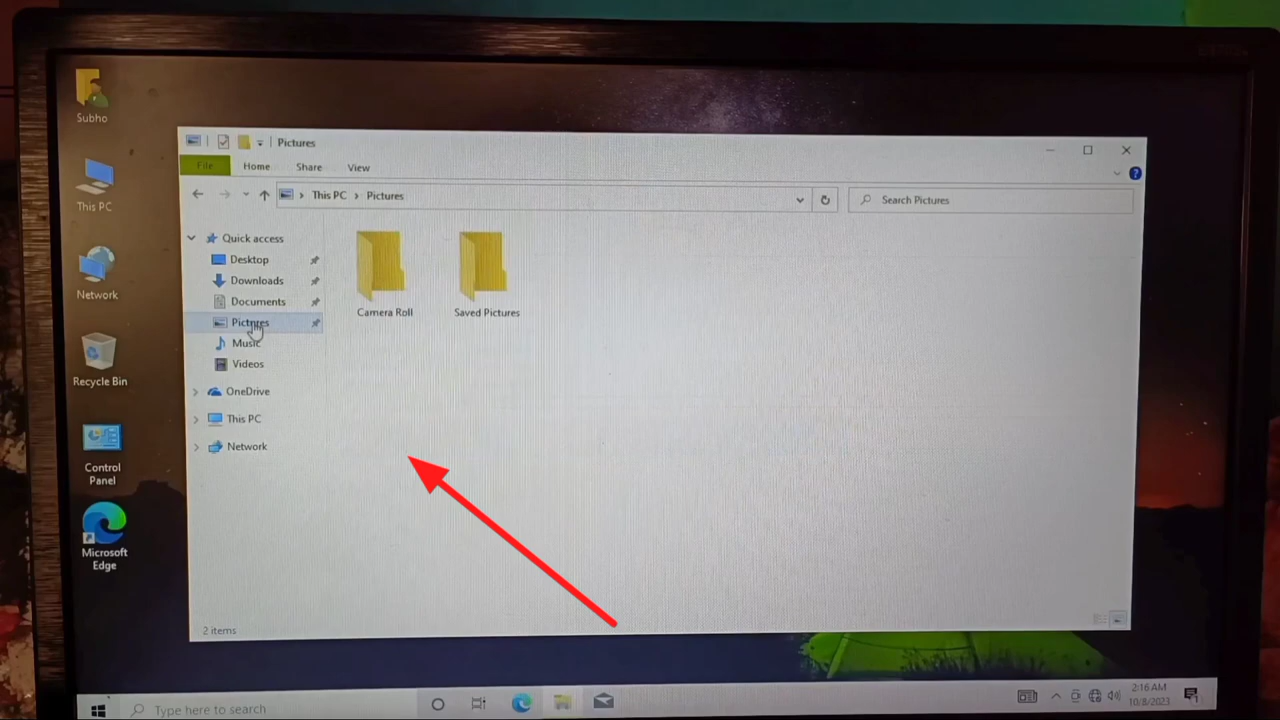 Subho
This PC
Network
Recycle Bin
Control
Panel
Microsoft
Edge
Pictures
File
Home
Share
View
This PC
Pictures
Search Pictures
Quick access
Desktop
Downloads
Documents
Pictures
Music
Videos
OneDrive
This PC
Network
Camera Roll
Saved Pictures
2 items
Type here to search
2:16 AM
10/8/2023
1